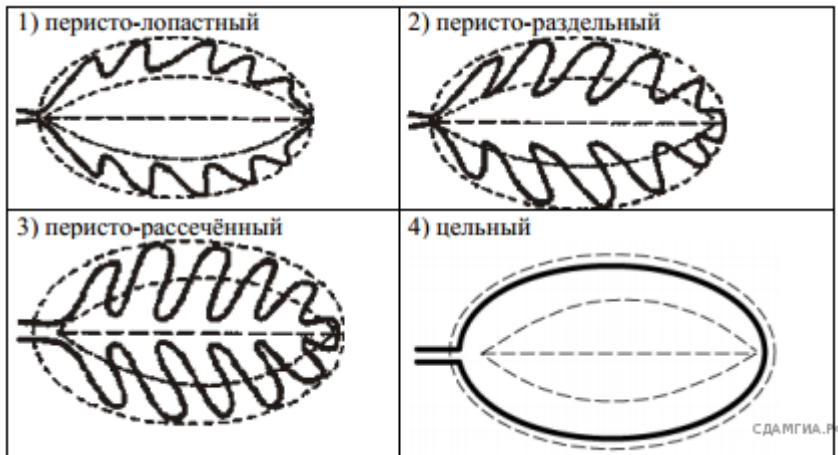 1) перисто-лопастный
2) перисто-раздельный
3) перисто-рассечённый
4) цельный